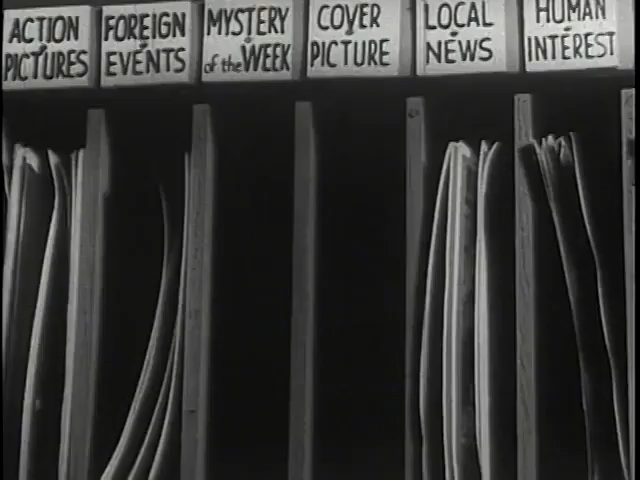 ACTION
PICTURES
FOREIGN
EVENTS
MYSTERY
of the WEEK
COVER
PICTURE
LOCAL
NEWS
HUMAN
INTEREST